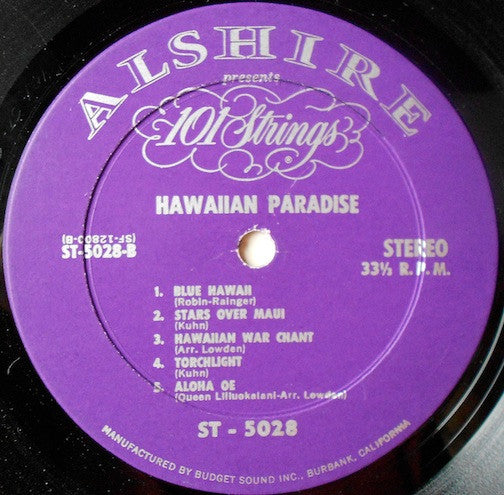 ALSHIRE
presents
101 Strings®
HAWAIIAN PARADISE
(SF-12800-B)
ST-5028-B
STEREO
33⅓ R.P.M.
1. BLUE HAWAII
(Robin-Rainger)
2. STARS OVER MAUI
(Kuhn)
3. HAWAIIAN WAR CHANT
(Arr. Lowden)
4. TORCHLIGHT
(Kuhn)
5. ALOHA OE
(Queen Liliuokalani-Arr. Lowden)
ST - 5028
MANUFACTURED BY BUDGET SOUND INC., BURBANK, CALIFORNIA